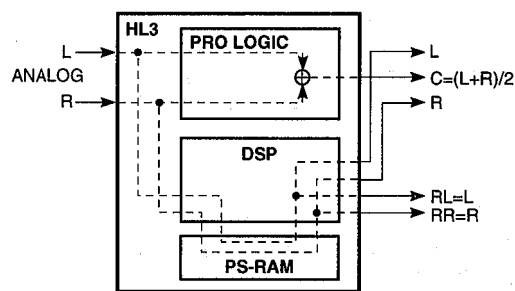 HL3
PRO LOGIC
L
L
ANALOG
C=(L+R)/2
R
R
DSP
RL=L
RR=R
PS-RAM